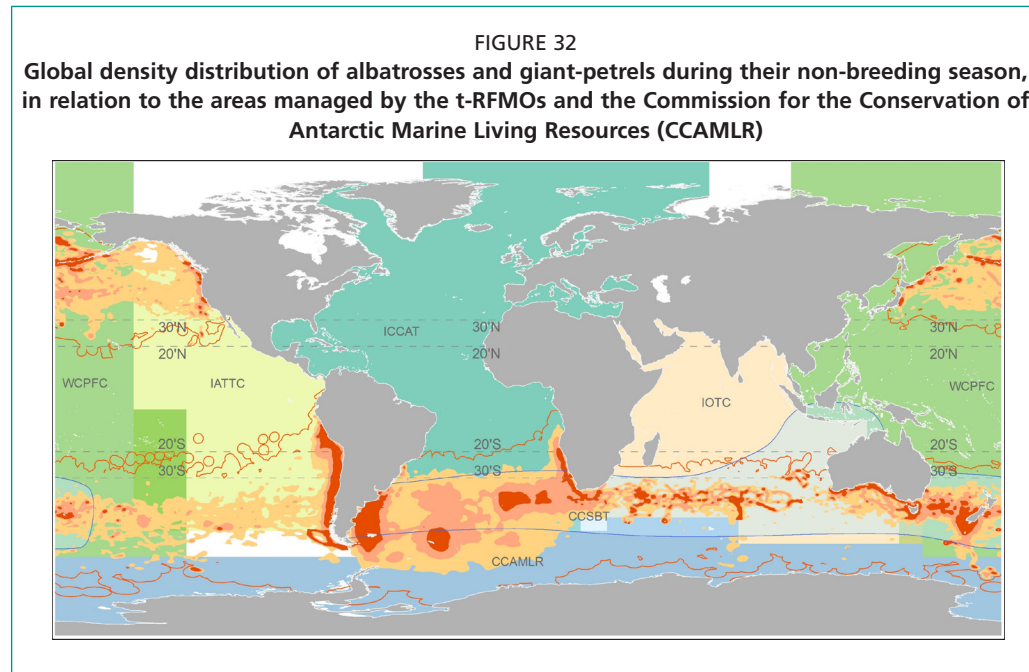 FIGURE 32
Global density distribution of albatrosses and giant-petrels during their non-breeding season,
in relation to the areas managed by the t-RFMOs and the Commission for the Conservation of
Antarctic Marine Living Resources (CCAMLR)
30'N ICCAT 30'N 30'N
20'N 20'N 20'N
WCPFC IATTC IOTC WCPFC
20'S 20'S 20'S
30'S 30'S 30'S
CCSBT
CCAMLR